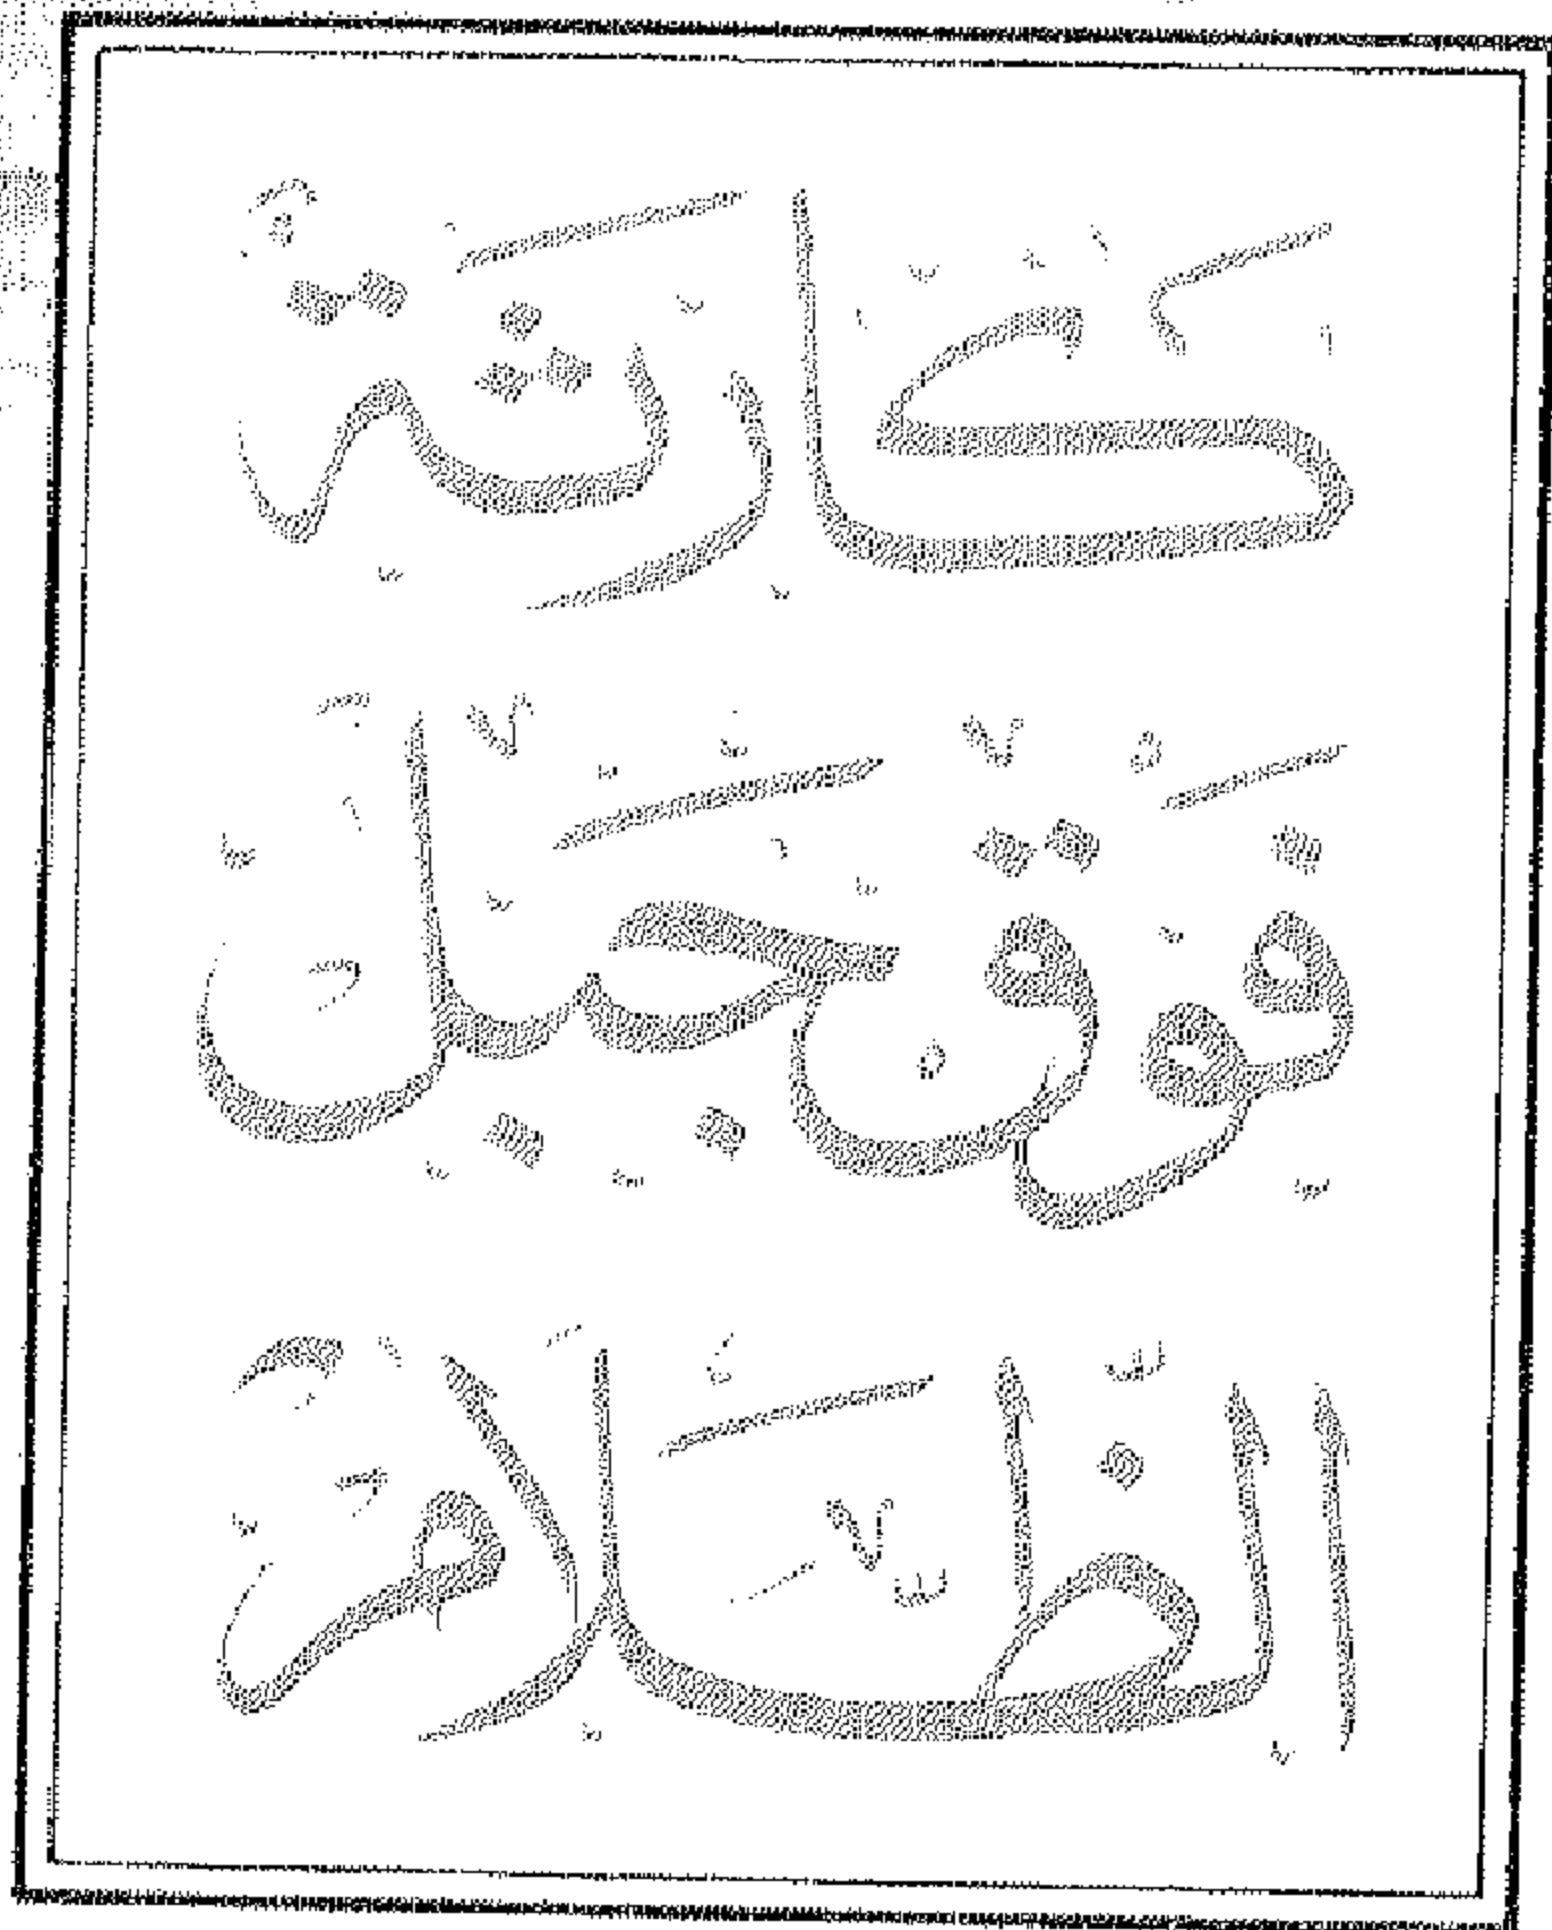 كارثة
فوق جبل
الظلام